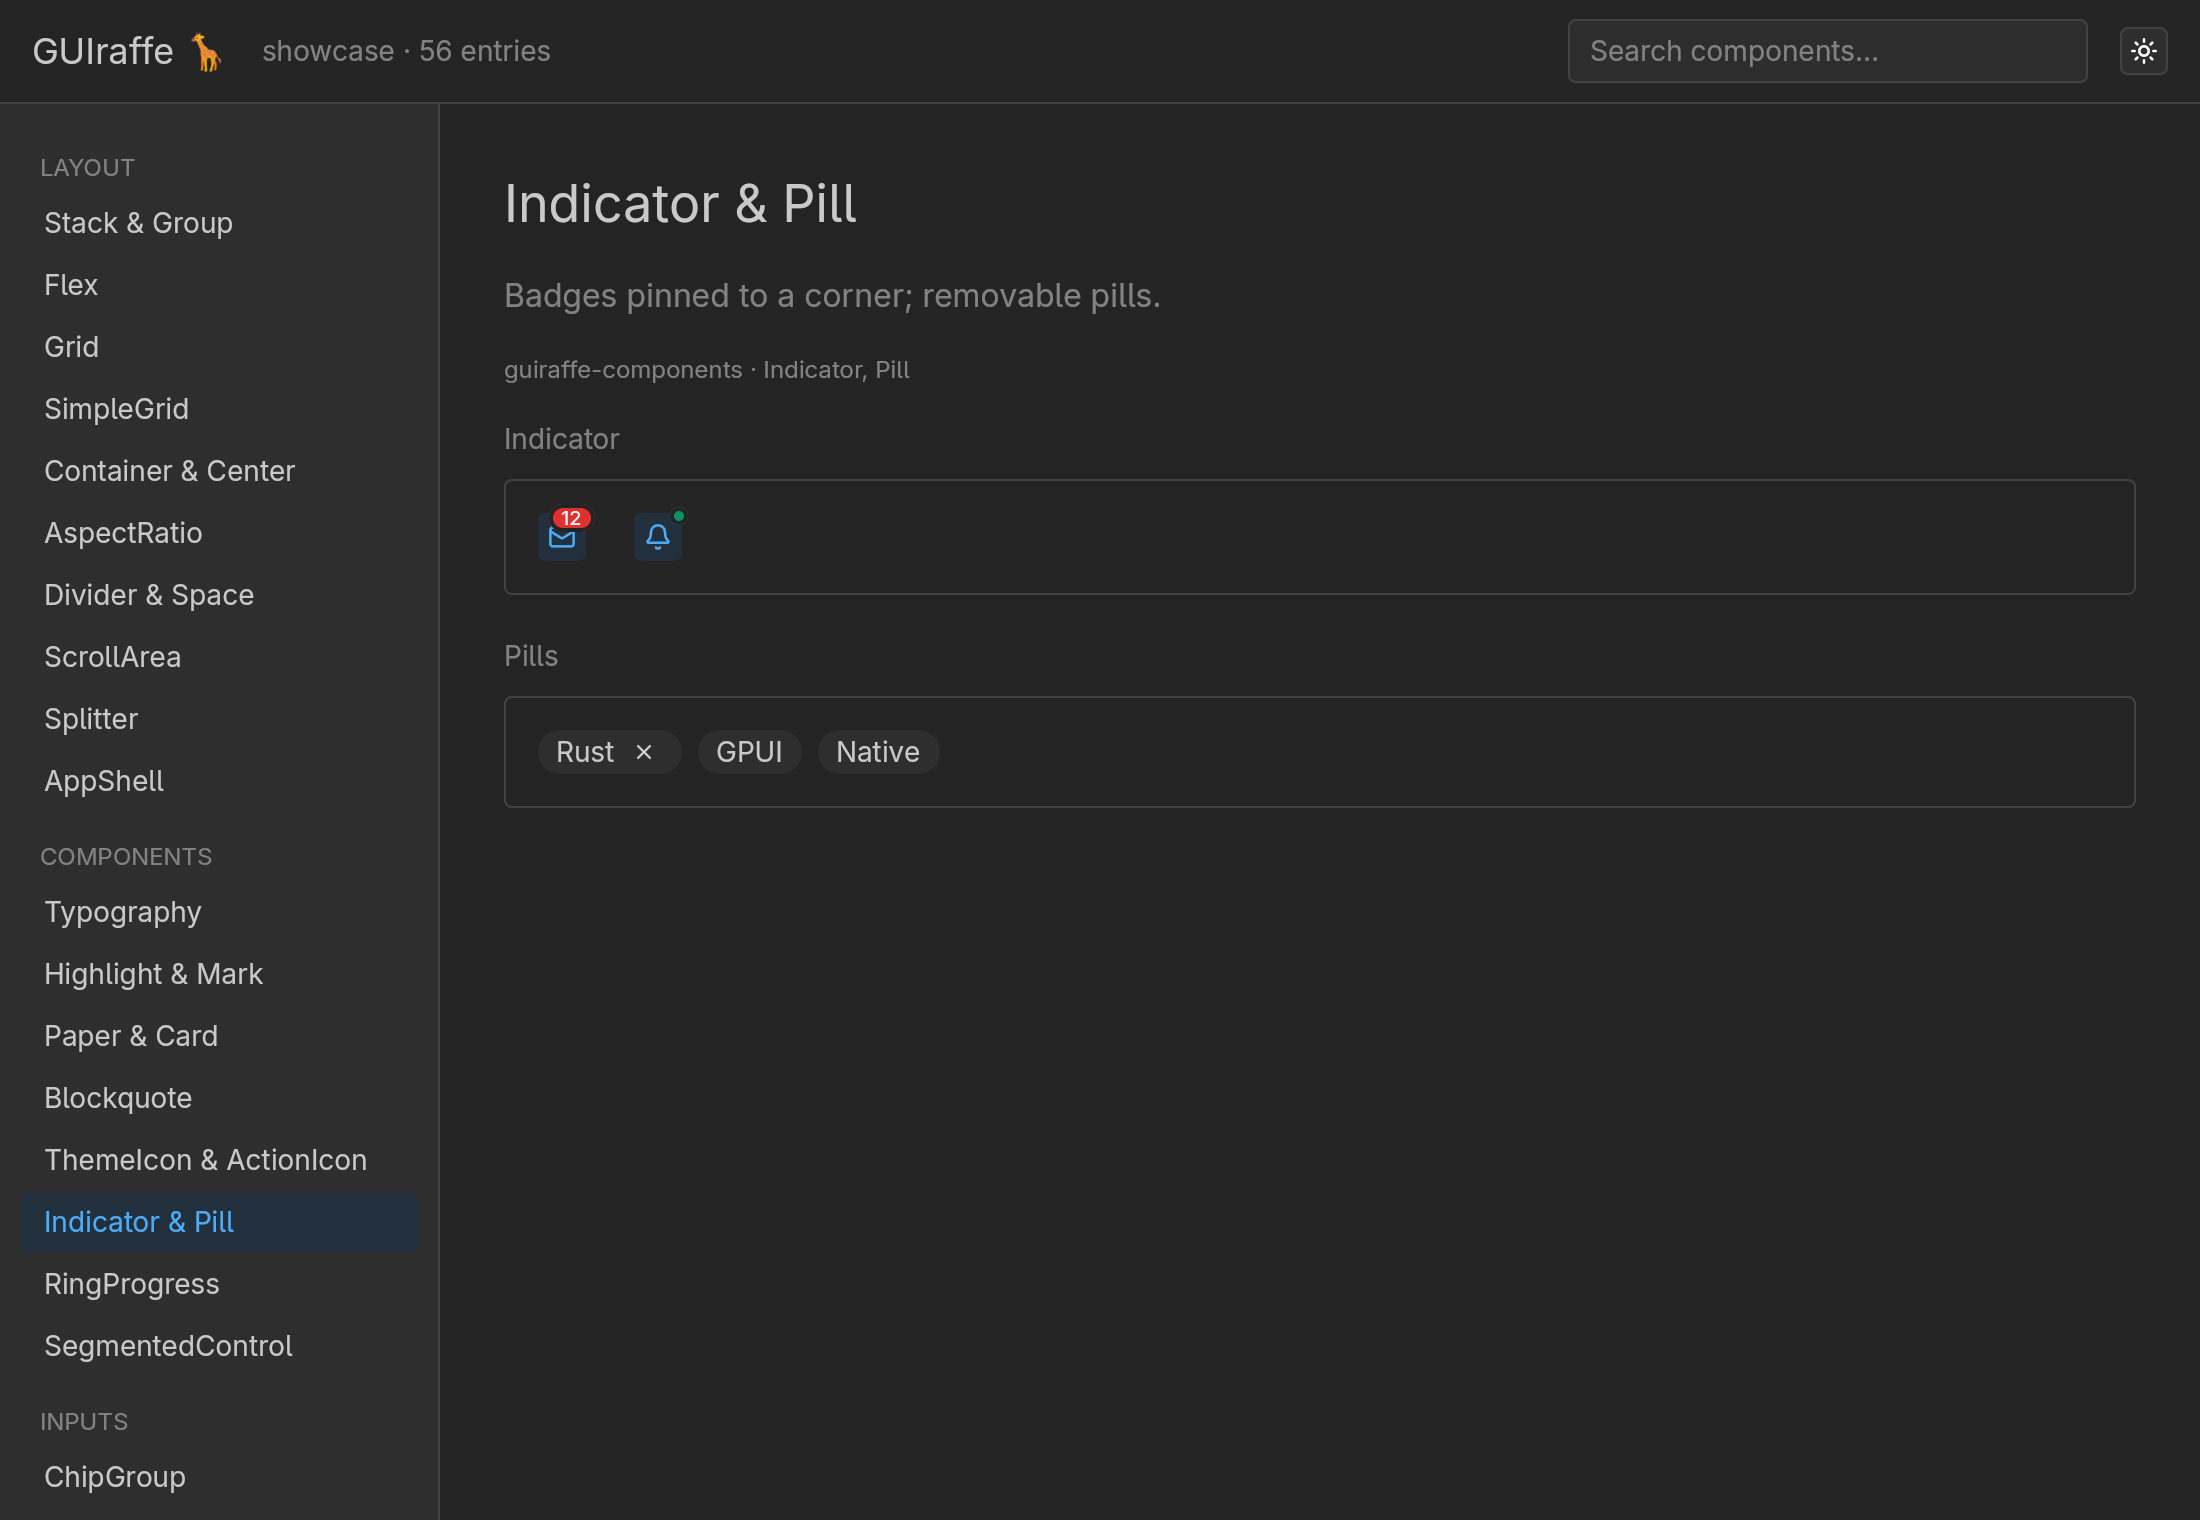 GUIraffe 🦒 showcase · 56 entries
Search components...
LAYOUT
Stack & Group
Flex
Grid
SimpleGrid
Container & Center
AspectRatio
Divider & Space
ScrollArea
Splitter
AppShell
COMPONENTS
Typography
Highlight & Mark
Paper & Card
Blockquote
ThemeIcon & ActionIcon
Indicator & Pill
RingProgress
SegmentedControl
INPUTS
ChipGroup
Indicator & Pill
Badges pinned to a corner; removable pills.
guiraffe-components · Indicator, Pill
Indicator
12
Pills
Rust × GPUI Native